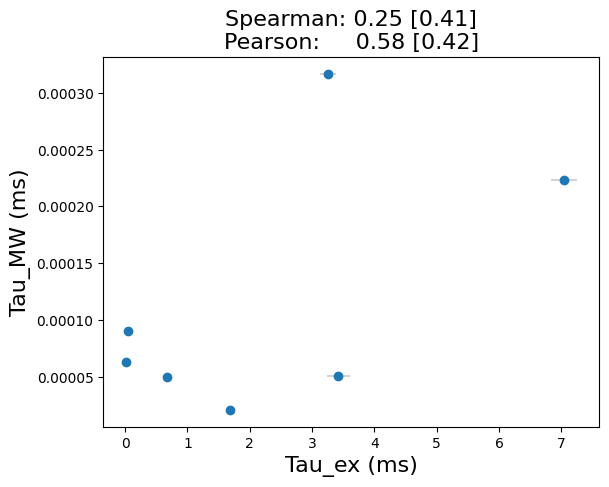 Spearman: 0.25 [0.41]
Pearson: 0.58 [0.42]
0.00030
0.00025
0.00020
0.00015
0.00010
0.00005
Tau_MW (ms)
0 1 2 3 4 5 6 7
Tau_ex (ms)